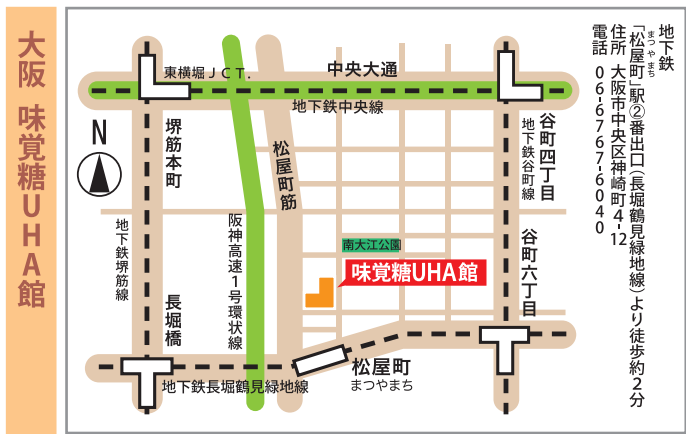 大阪 味覚糖UHA館
地下鉄
「松屋町」駅②番出口(長堀鶴見緑地線)より徒歩約2分
まつやまち
住所 大阪市中央区神崎町4-12
電話 06-6767-6040
東横堀JCT.
中央大通
地下鉄中央線
N
堺筋本町
松屋町筋
谷町四丁目
地下鉄谷町線
地下鉄堺筋線
阪神高速1号環状線
南大江公園
味覚糖UHA館
谷町六丁目
長堀橋
松屋町
まつやまち
地下鉄長堀鶴見緑地線